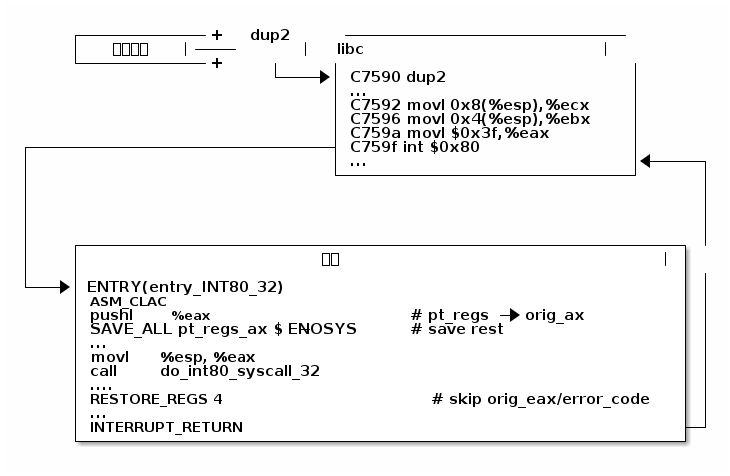 dup2
libc
C7590 dup2
...
C7592 movl 0x8(%esp),%ecx
C7596 movl 0x4(%esp),%ebx
C759a movl $0x3f,%eax
C759f int $0x80
...
ENTRY(entry_INT80_32)
ASM_CLAC
pushl %eax # pt_regs → orig_ax
SAVE_ALL pt_regs_ax $ ENOSYS # save rest
...
movl %esp, %eax
call do_int80_syscall_32
....
RESTORE_REGS 4 # skip orig_eax/error_code
...
INTERRUPT_RETURN